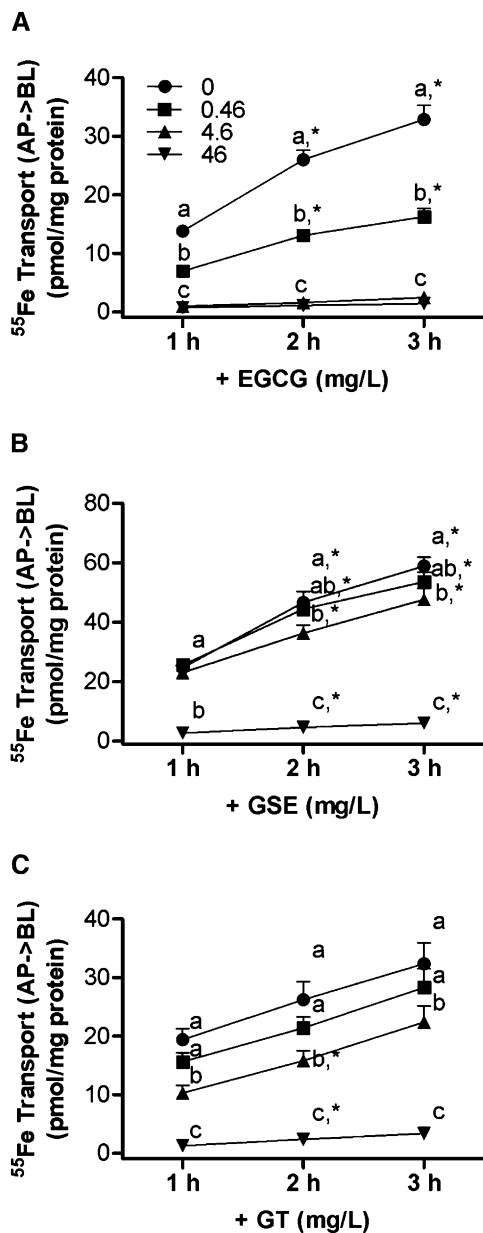 A
⁵⁵Fe Transport (AP->BL)
(pmol/mg protein)
40
30
20
10
0
0
0.46
4.6
46
a
a,*
a,*
b
b,*
b,*
c
c
c
1 h
2 h
3 h
+ EGCG (mg/L)
B
⁵⁵Fe Transport (AP->BL)
(pmol/mg protein)
80
60
40
20
0
a
a,*
ab,*
b,*
a,*
ab,*
b,*
b
c,*
c,*
1 h
2 h
3 h
+ GSE (mg/L)
C
⁵⁵Fe Transport (AP->BL)
(pmol/mg protein)
40
30
20
10
0
a
a
a
a
a
a
b
b,*
b
c
c,*
c
1 h
2 h
3 h
+ GT (mg/L)